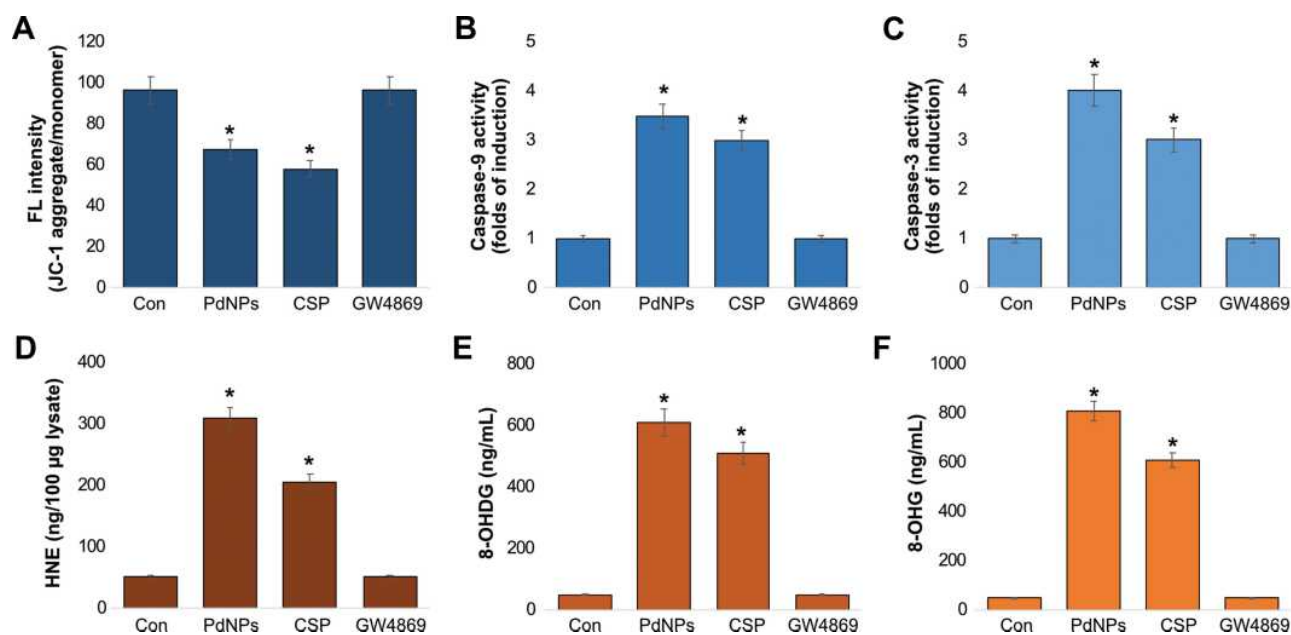 A
FL intensity
(JC-1 aggregate/monomer)
120
100
80
60
40
20
0
*
*
Con PdNPs CSP GW4869
B
Caspase-9 activity
(folds of induction)
5
4
3
2
1
0
*
*
Con PdNPs CSP GW4869
C
Caspase-3 activity
(folds of induction)
5
4
3
2
1
0
*
*
Con PdNPs CSP GW4869
D
HNE (ng/100 µg lysate)
400
300
200
100
0
*
*
Con PdNPs CSP GW4869
E
8-OHDG (ng/mL)
800
600
400
200
0
*
*
Con PdNPs CSP GW4869
F
8-OHG (ng/mL)
1000
800
600
400
200
0
*
*
Con PdNPs CSP GW4869